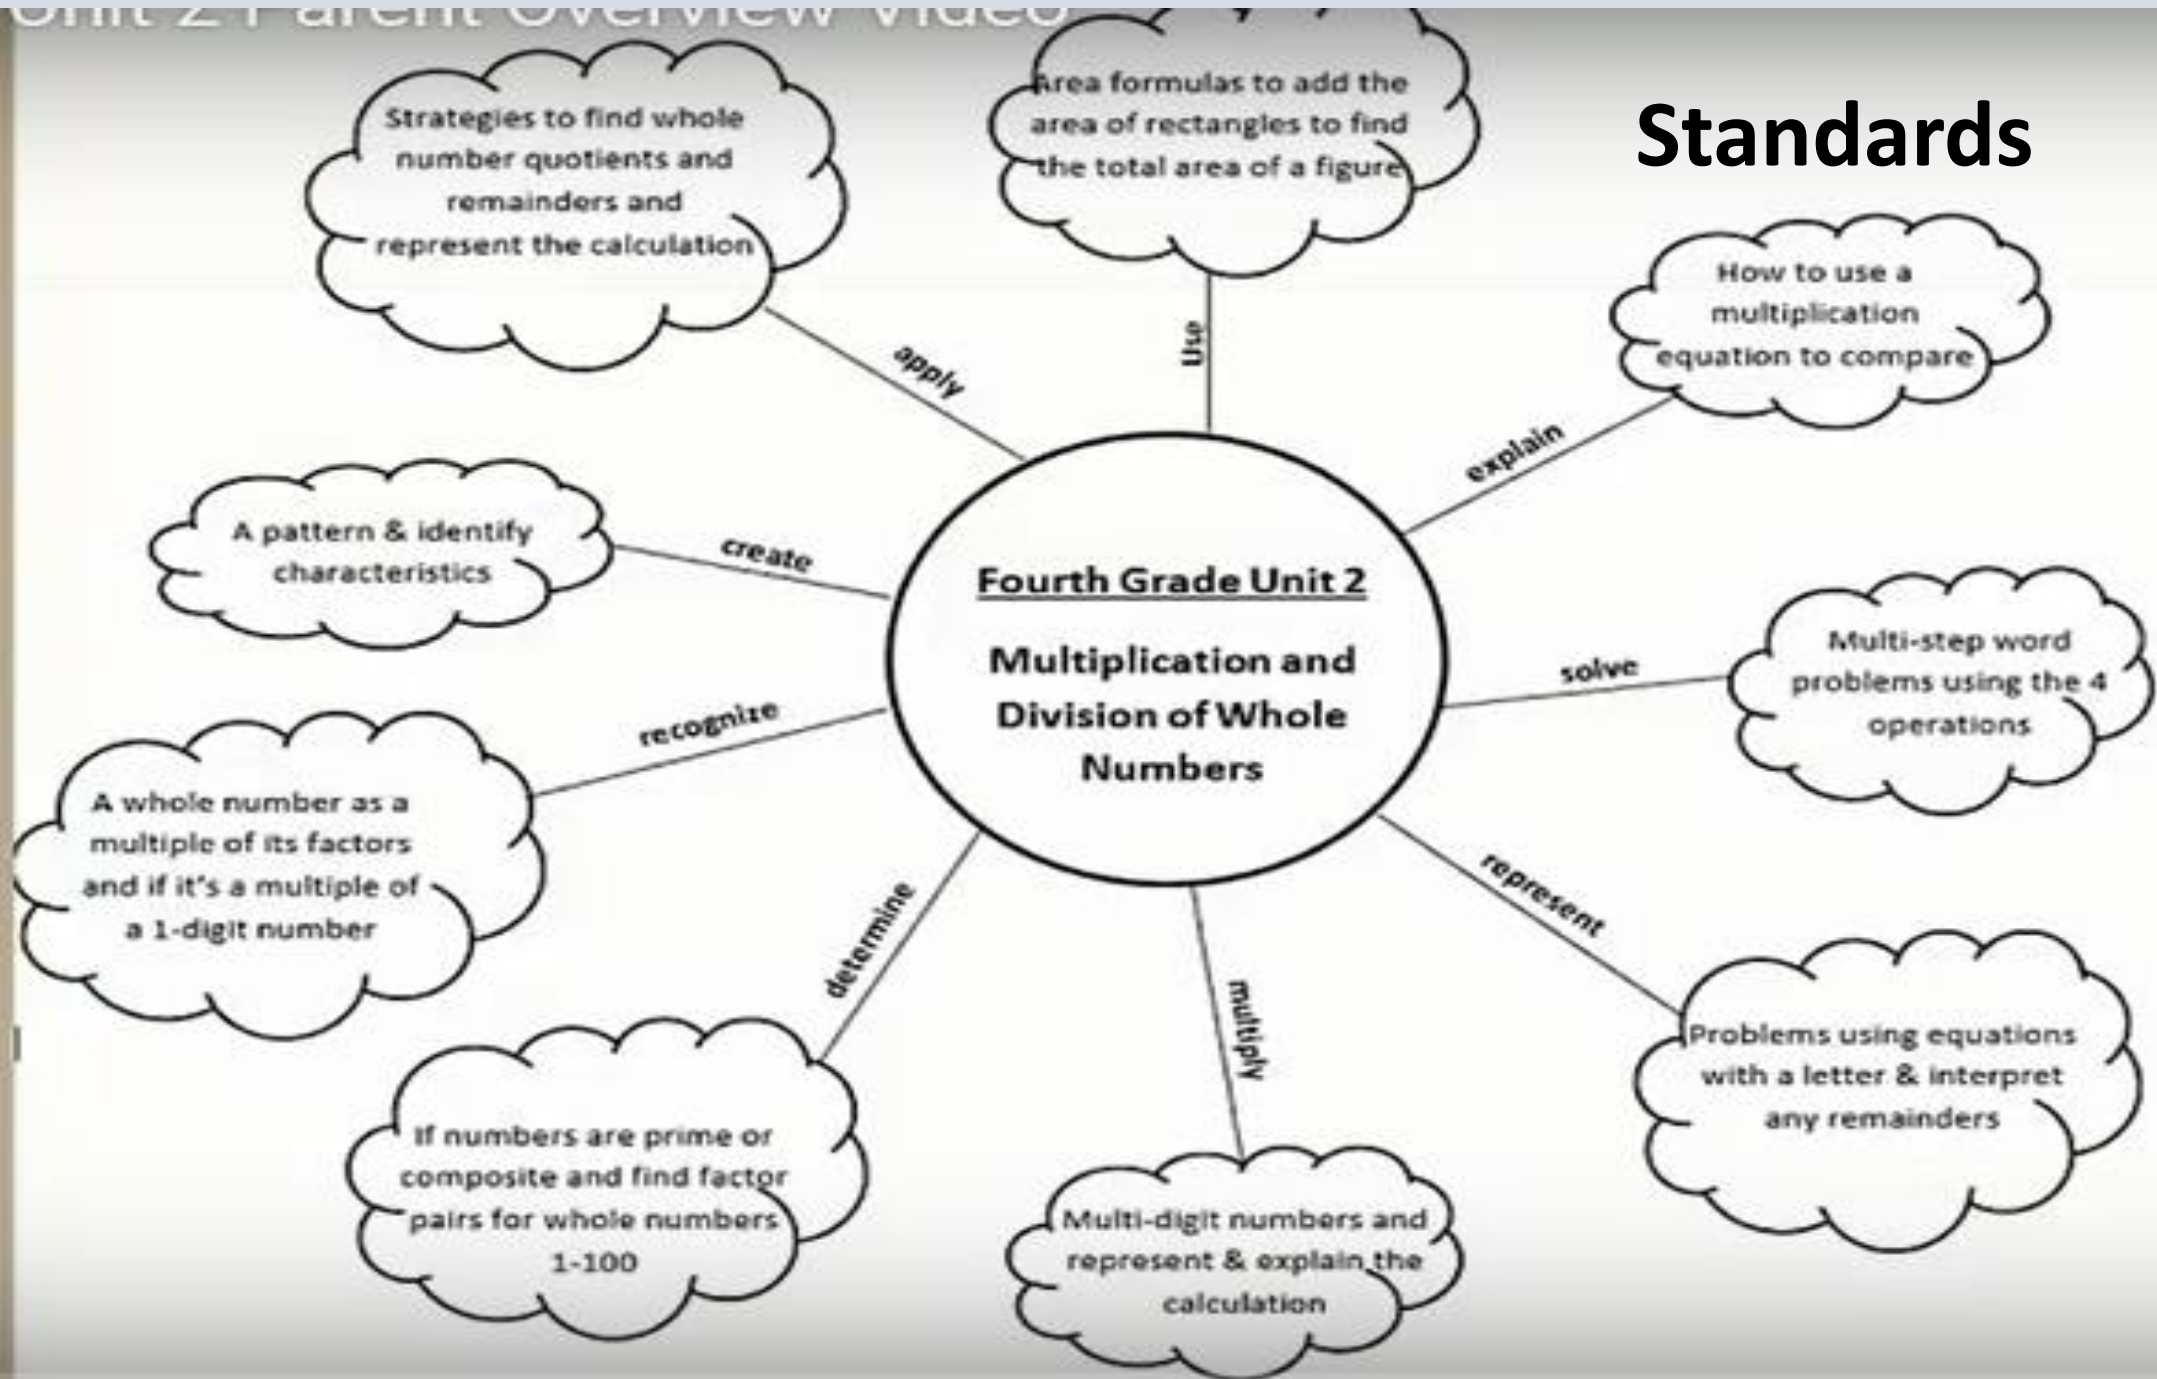 Unit 2 Parent Overview Video
Standards
Strategies to find whole
number quotients and
remainders and
represent the calculation
apply
Area formulas to add the
area of rectangles to find
the total area of a figure
Use
How to use a
multiplication
equation to compare
explain
A pattern & identify
characteristics
create
Fourth Grade Unit 2
Multiplication and
Division of Whole
Numbers
Multi-step word
problems using the 4
operations
solve
A whole number as a
multiple of its factors
and if it's a multiple of
a 1-digit number
recognize
Problems using equations
with a letter & interpret
any remainders
represent
If numbers are prime or
composite and find factor
pairs for whole numbers
1-100
determine
Multi-digit numbers and
represent & explain the
calculation
multiply